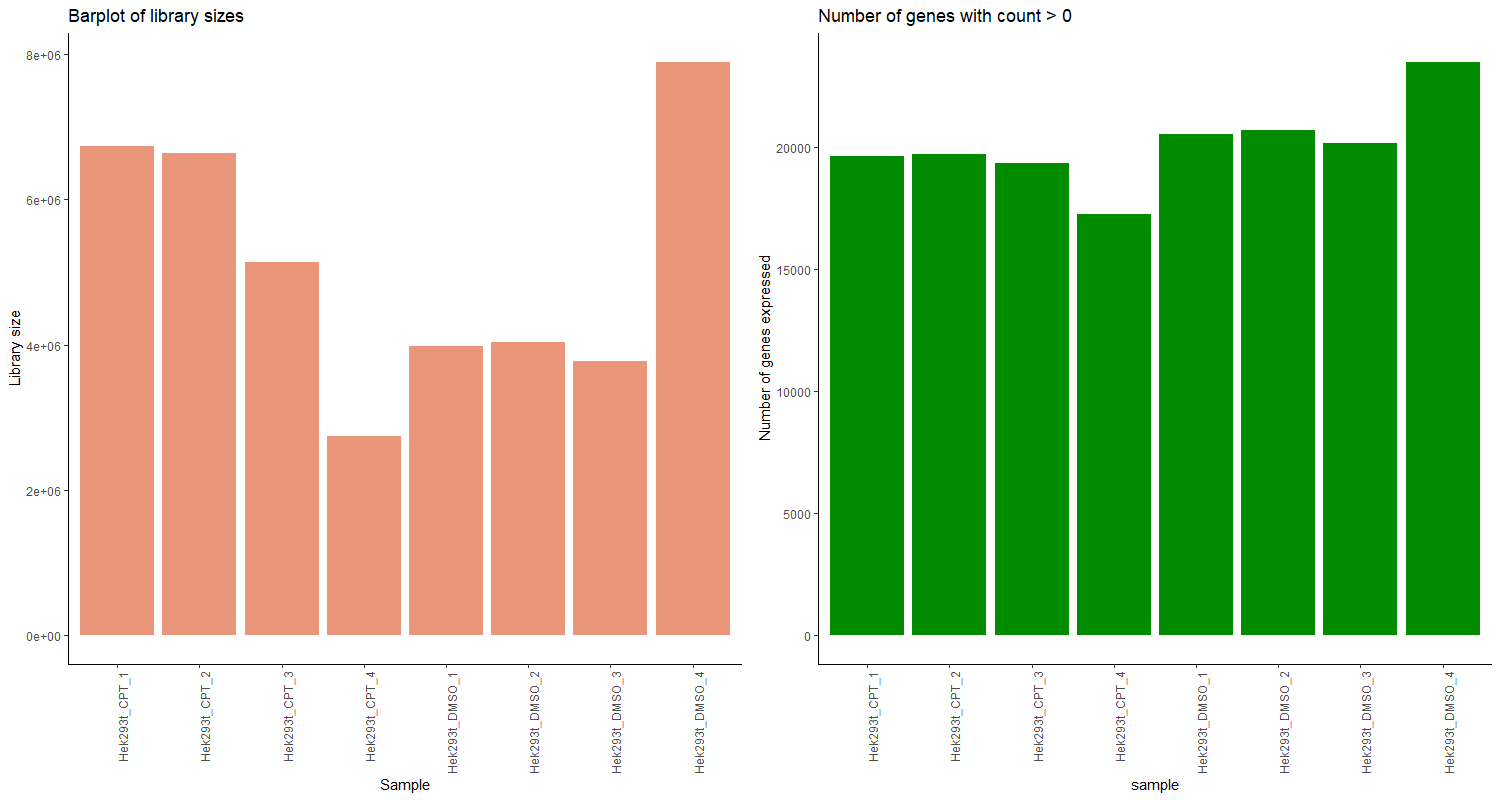 Barplot of library sizes
Library size
8e+06
6e+06
4e+06
2e+06
0e+00
Hek293t_CPT_1
Hek293t_CPT_2
Hek293t_CPT_3
Hek293t_CPT_4
Hek293t_DMSO_1
Hek293t_DMSO_2
Hek293t_DMSO_3
Hek293t_DMSO_4
Sample
Number of genes with count > 0
Number of genes expressed
20000
15000
10000
5000
0
Hek293t_CPT_1
Hek293t_CPT_2
Hek293t_CPT_3
Hek293t_CPT_4
Hek293t_DMSO_1
Hek293t_DMSO_2
Hek293t_DMSO_3
Hek293t_DMSO_4
sample